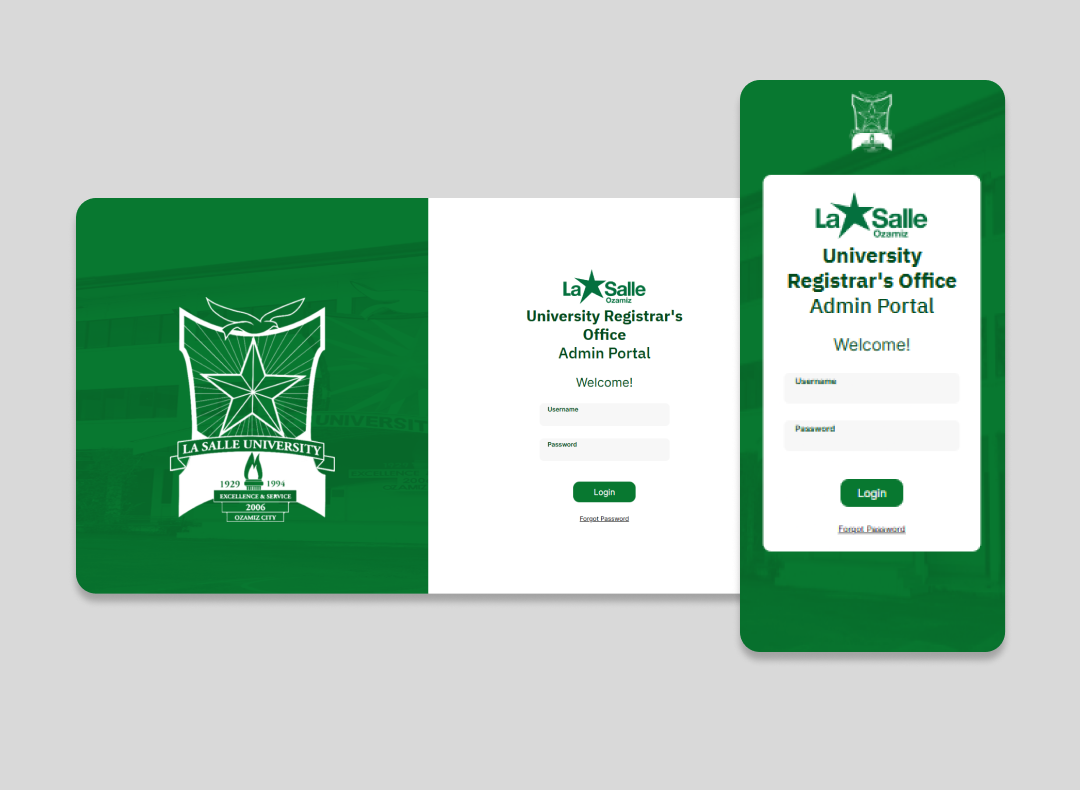 UNIVERSITY
LA SALLE UNIVERSITY
1929 1994
EXCELLENCE & SERVICE
2006
OZAMIZ CITY
La Salle
Ozamiz
University Registrar's
Office
Admin Portal
Welcome!
Username
Password
Login
Forgot Password
La Salle
Ozamiz
University
Registrar's Office
Admin Portal
Welcome!
Username
Password
Login
Forgot Password